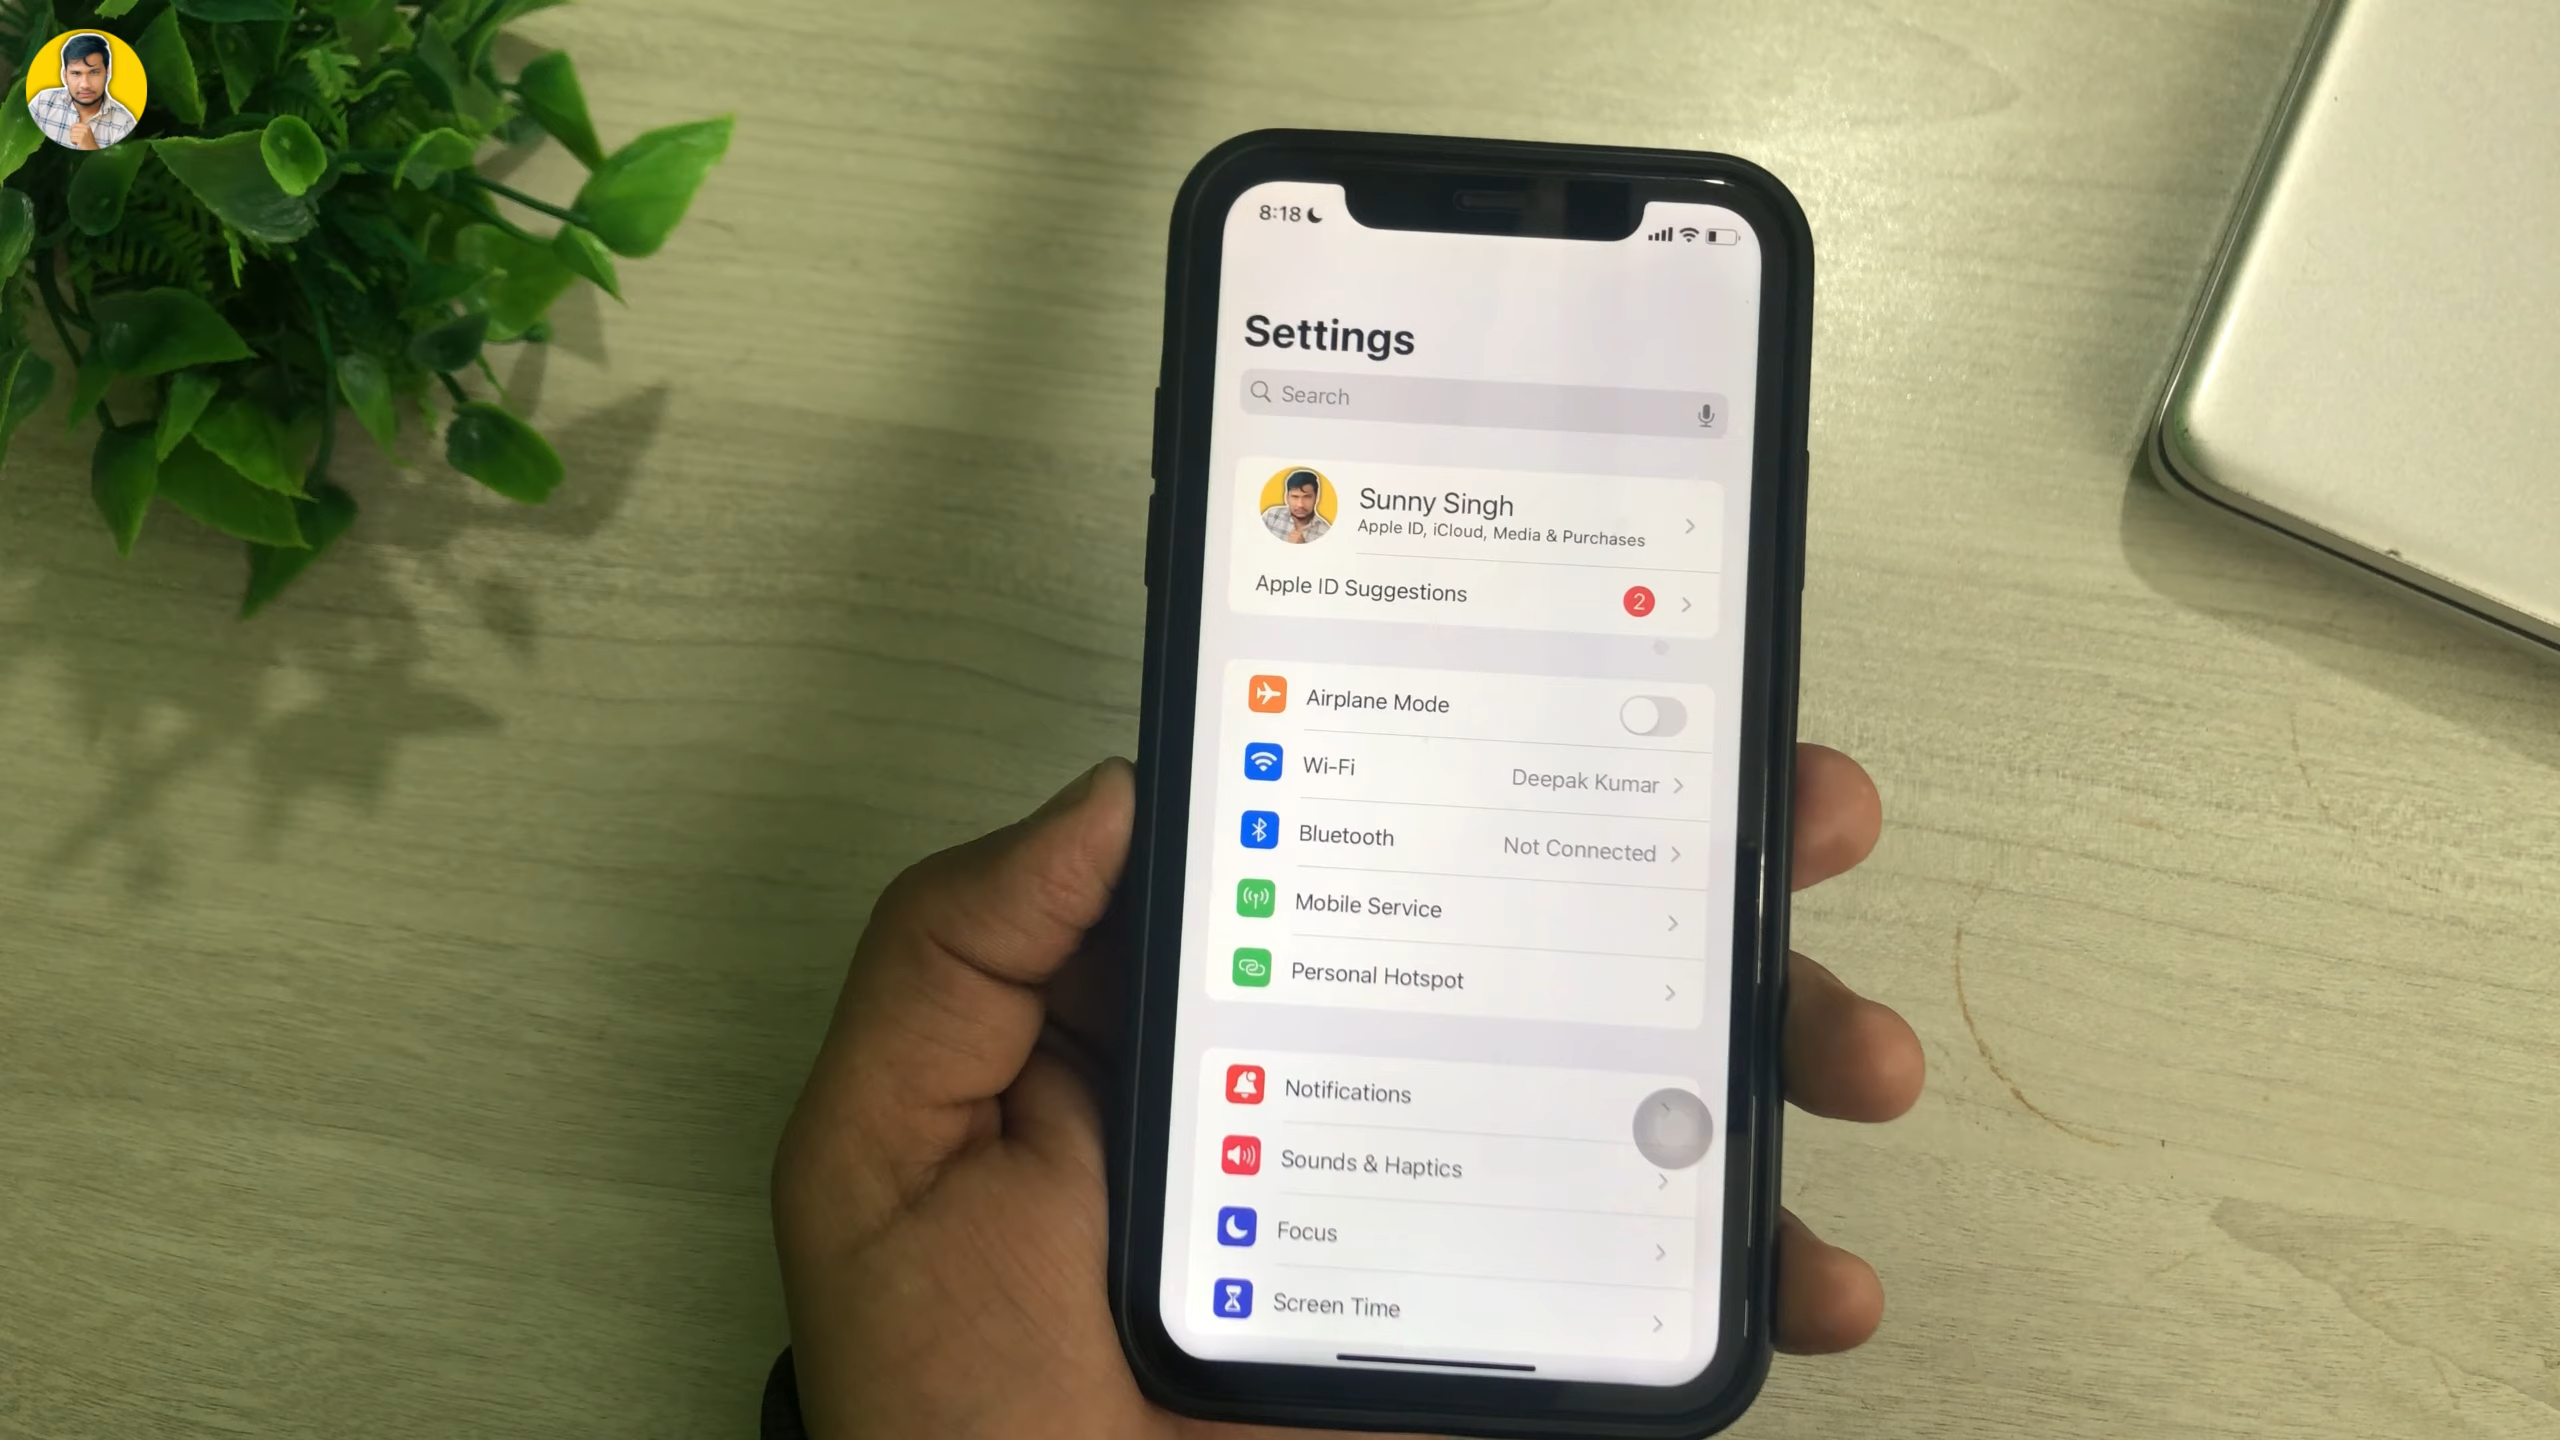 8:18
Settings
Search
Sunny Singh
Apple ID, iCloud, Media & Purchases
Apple ID Suggestions 2
Airplane Mode
Wi-Fi Deepak Kumar
Bluetooth Not Connected
Mobile Service
Personal Hotspot
Notifications
Sounds & Haptics
Focus
Screen Time